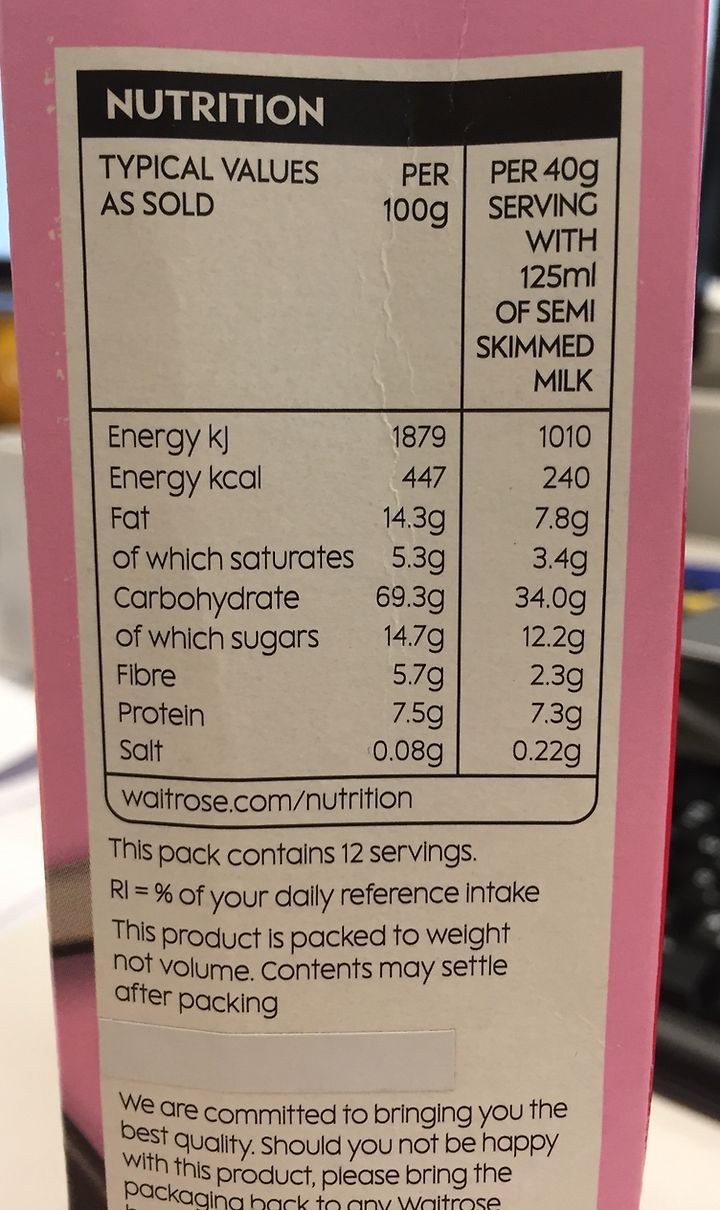 NUTRITION
TYPICAL VALUES AS SOLD PER 100g PER 40g SERVING WITH 125ml OF SEMI SKIMMED MILK
Energy kJ 1879 1010
Energy kcal 447 240
Fat 14.3g 7.8g
of which saturates 5.3g 3.4g
Carbohydrate 69.3g 34.0g
of which sugars 14.7g 12.2g
Fibre 5.7g 2.3g
Protein 7.5g 7.3g
Salt 0.08g 0.22g
waitrose.com/nutrition
This pack contains 12 servings.
RI = % of your daily reference intake
This product is packed to weight
not volume. Contents may settle
after packing
We are committed to bringing you the
best quality. Should you not be happy
with this product, please bring the
packaging back to any Waitrose